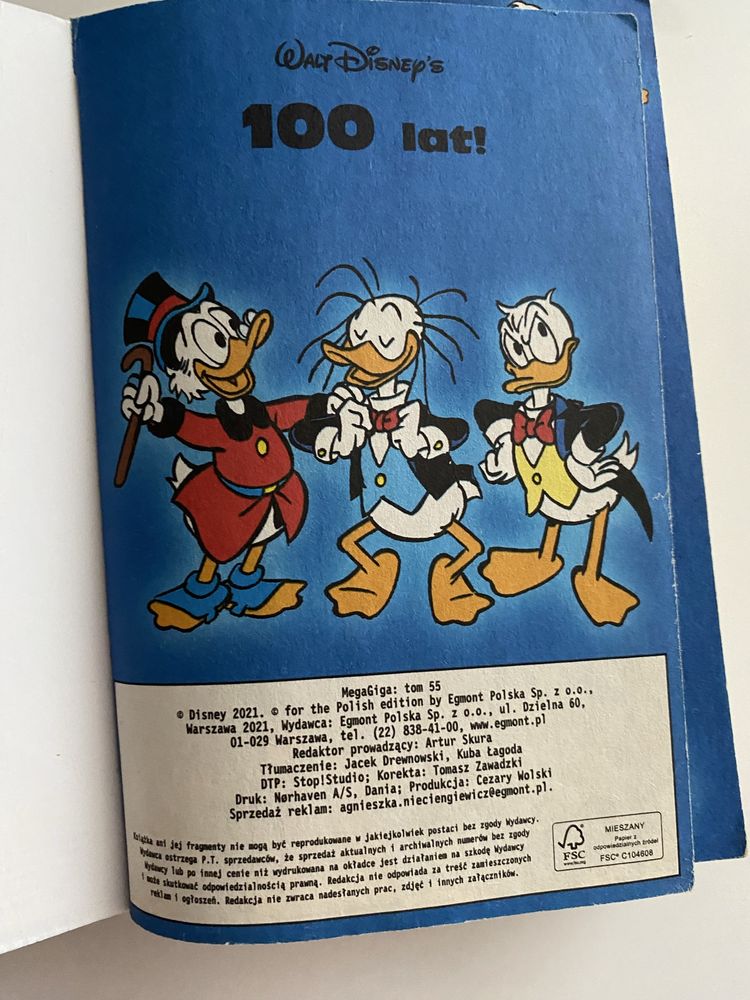 Walt Disney's
100 lat!
MegaGiga: tom 55
© Disney 2021. © for the Polish edition by Egmont Polska Sp. z o.o.,
Warszawa 2021, Wydawca: Egmont Polska Sp. z o.o., ul. Dzielna 60,
01-029 Warszawa, tel. (22) 838-41-00, www.egmont.pl
Redaktor prowadzący: Artur Skura
Tłumaczenie: Jacek Drewnowski, Kuba Łagoda
DTP: Stop!Studio; Korekta: Tomasz Zawadzki
Druk: Nørhaven A/S, Dania; Produkcja: Cezary Wolski
Sprzedaż reklam: agnieszka.nieciengiewicz@egmont.pl.
Książka ani jej fragmenty nie mogą być reprodukowane w jakiejkolwiek postaci bez zgody Wydawcy.
Wydawca ostrzega P.T. sprzedawców, że sprzedaż aktualnych i archiwalnych numerów bez zgody
Wydawcy lub po innej cenie niż wydrukowana na okładce jest działaniem na szkodę Wydawcy
i może skutkować odpowiedzialnością prawną. Redakcja nie odpowiada za treść zamieszczonych
reklam i ogłoszeń. Redakcja nie zwraca nadesłanych prac, zdjęć i innych załączników.
FSC
www.fsc.org
MIESZANY
Papier z
odpowiedzialnych źródeł
FSC® C104608